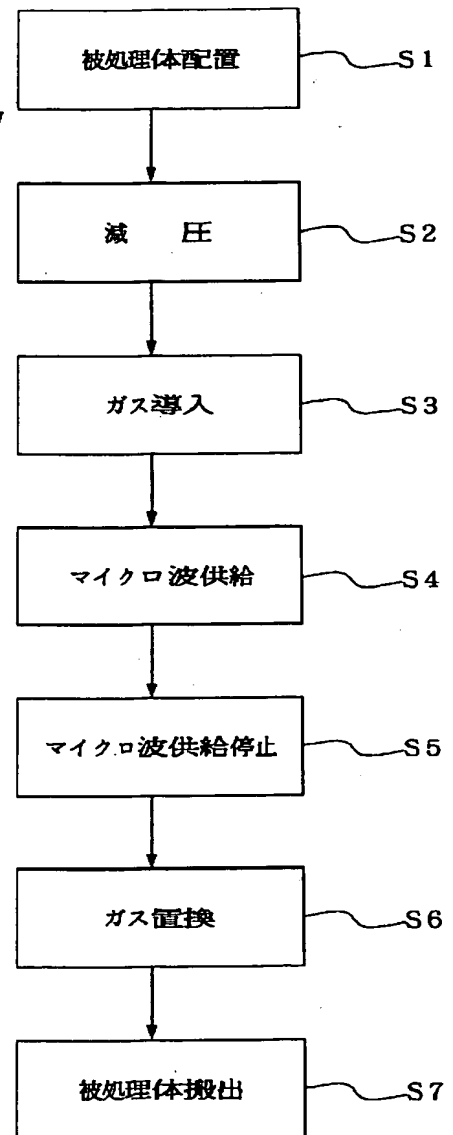 被処理体配置 S1
減 圧 S2
ガス導入 S3
マイクロ波供給 S4
マイクロ波供給停止 S5
ガス置換 S6
被処理体搬出 S7